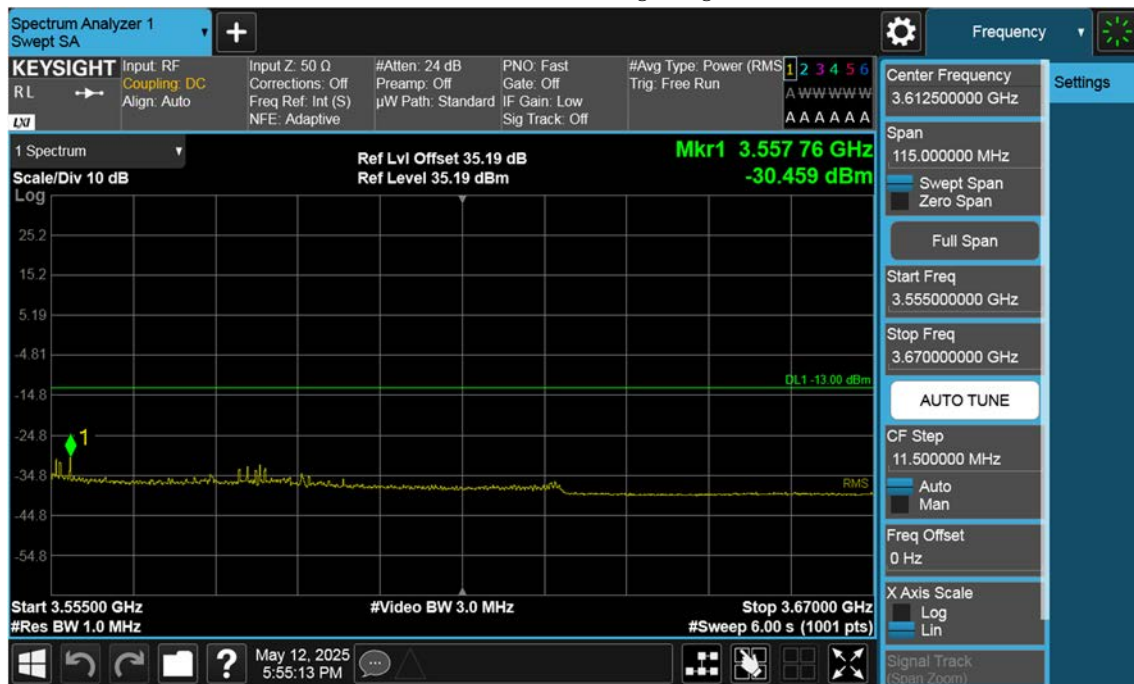 Spectrum Analyzer 1
Swept SA
Frequency
KEYSIGHT
RL
LXI
Input: RF
Coupling: DC
Align: Auto
Input Z: 50 Ω
Corrections: Off
Freq Ref: Int (S)
NFE: Adaptive
#Atten: 24 dB
Preamp: Off
µW Path: Standard
PNO: Fast
Gate: Off
IF Gain: Low
Sig Track: Off
#Avg Type: Power (RMS
Trig: Free Run
1 2 3 4 5 6
A W W W W W
A A A A A A
1 Spectrum
Scale/Div 10 dB
Ref Lvl Offset 35.19 dB
Ref Level 35.19 dBm
Mkr1 3.557 76 GHz
-30.459 dBm
Log
25.2
15.2
5.19
-4.81
-14.8
-24.8
-34.8
-44.8
-54.8
DL1 -13.00 dBm
1
RMS
Start 3.55500 GHz
#Res BW 1.0 MHz
#Video BW 3.0 MHz
Stop 3.67000 GHz
#Sweep 6.00 s (1001 pts)
Center Frequency
3.612500000 GHz
Settings
Span
115.000000 MHz
Swept Span
Zero Span
Full Span
Start Freq
3.555000000 GHz
Stop Freq
3.670000000 GHz
AUTO TUNE
CF Step
11.500000 MHz
Auto
Man
Freq Offset
0 Hz
X Axis Scale
Log
Lin
Signal Track
(Span Zoom)
?
May 12, 2025
5:55:13 PM